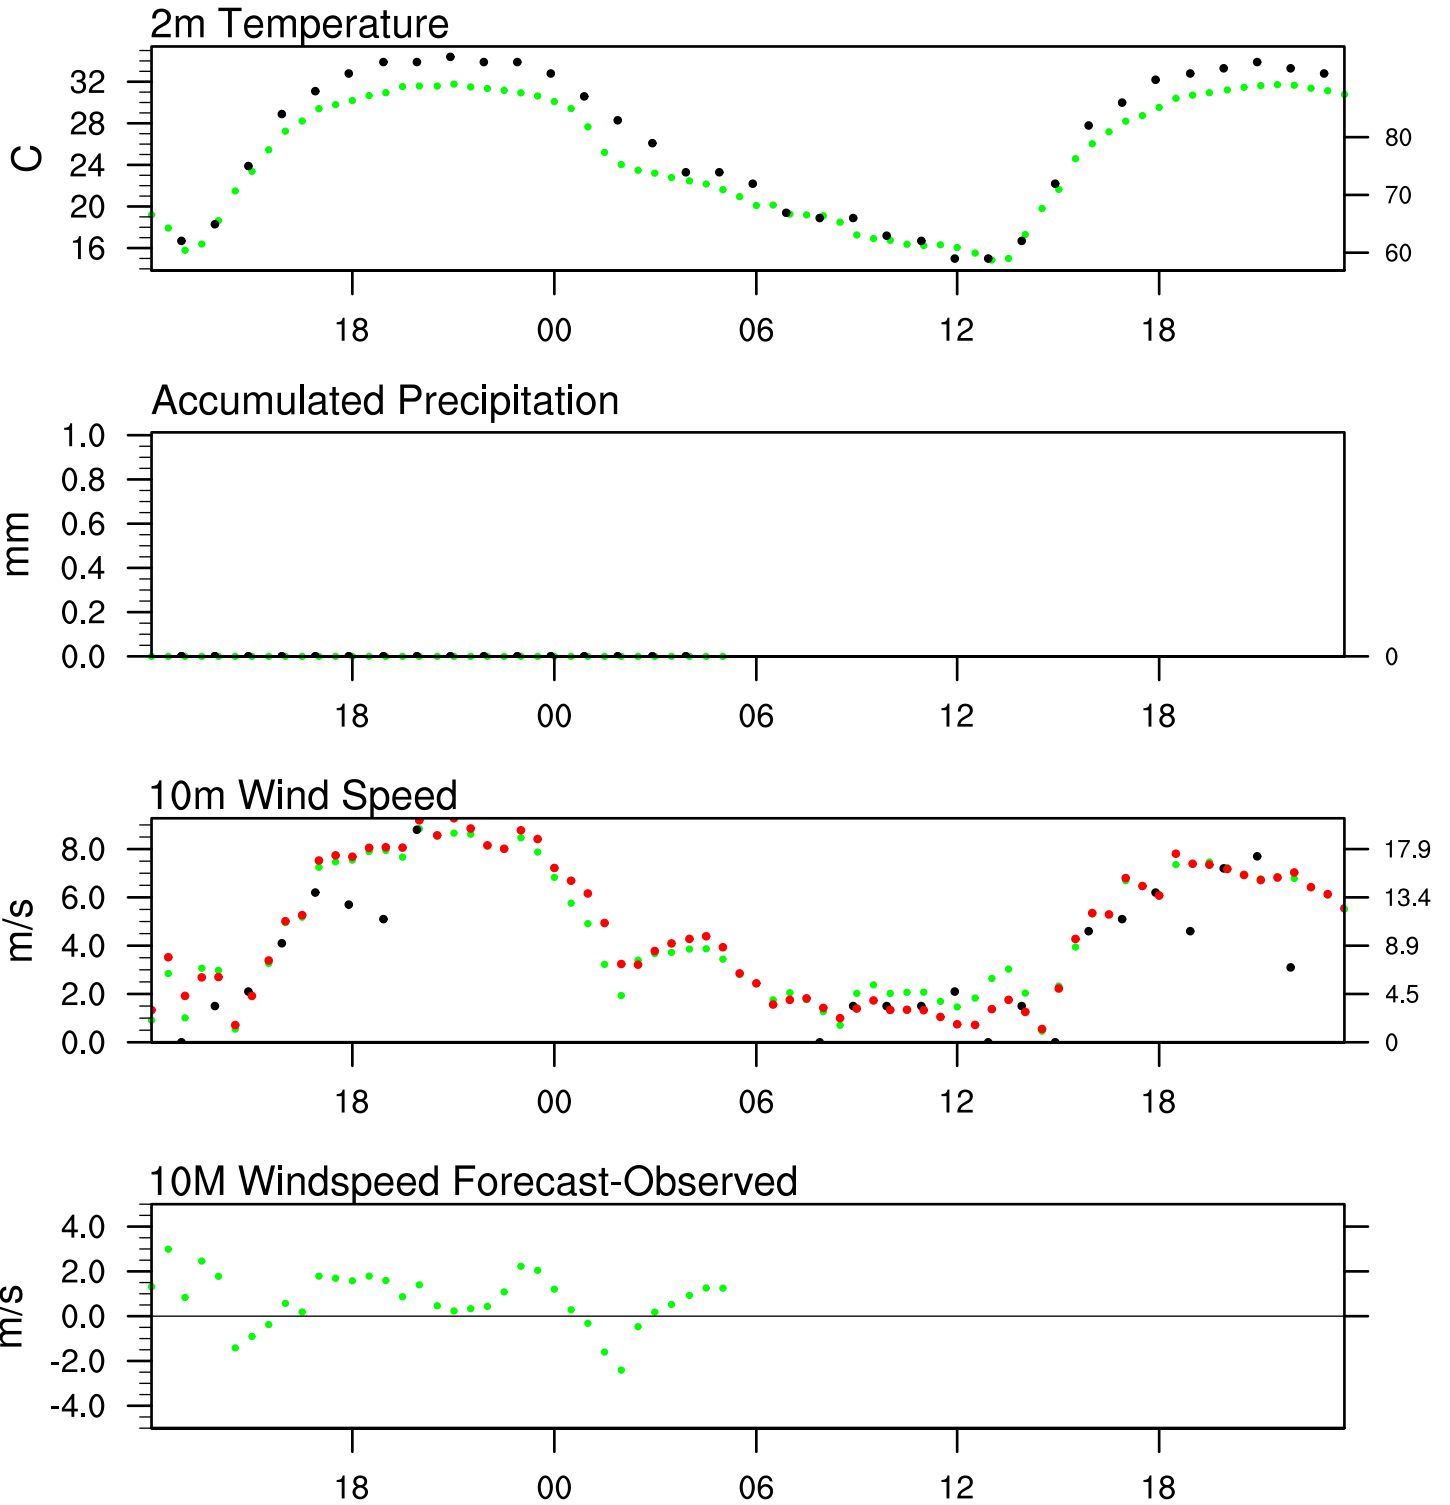 2m Temperature
C
32
28
24
20
16
80
70
60
18 00 06 12 18
Accumulated Precipitation
mm
1.0
0.8
0.6
0.4
0.2
0.0
0
18 00 06 12 18
10m Wind Speed
m/s
8.0
6.0
4.0
2.0
0.0
17.9
13.4
8.9
4.5
0
18 00 06 12 18
10M Windspeed Forecast-Observed
m/s
4.0
2.0
0.0
-2.0
-4.0
18 00 06 12 18